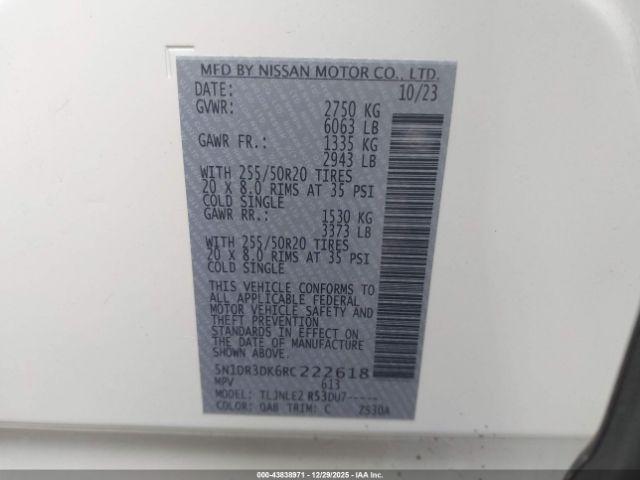 MFD BY NISSAN MOTOR CO., LTD.
DATE: 10/23
GVWR: 2750 KG
6063 LB
GAWR FR.: 1335 KG
2943 LB
WITH 255/50R20 TIRES
20 X 8.0 RIMS AT 35 PSI
COLD SINGLE
GAWR RR.: 1530 KG
3373 LB
WITH 255/50R20 TIRES
20 X 8.0 RIMS AT 35 PSI
COLD SINGLE
THIS VEHICLE CONFORMS TO
ALL APPLICABLE FEDERAL
MOTOR VEHICLE SAFETY AND
THEFT PREVENTION
STANDARDS IN EFFECT ON
THE DATE OF MANUFACTURE
SHOWN ABOVE.
5N1DR3DK6RC222618
MPV 613
MODEL: TLJNLE2 R53DU7-----
COLOR: QAB TRIM: C ZS30A
000-43838971 - 12/29/2025 - IAAI.COM